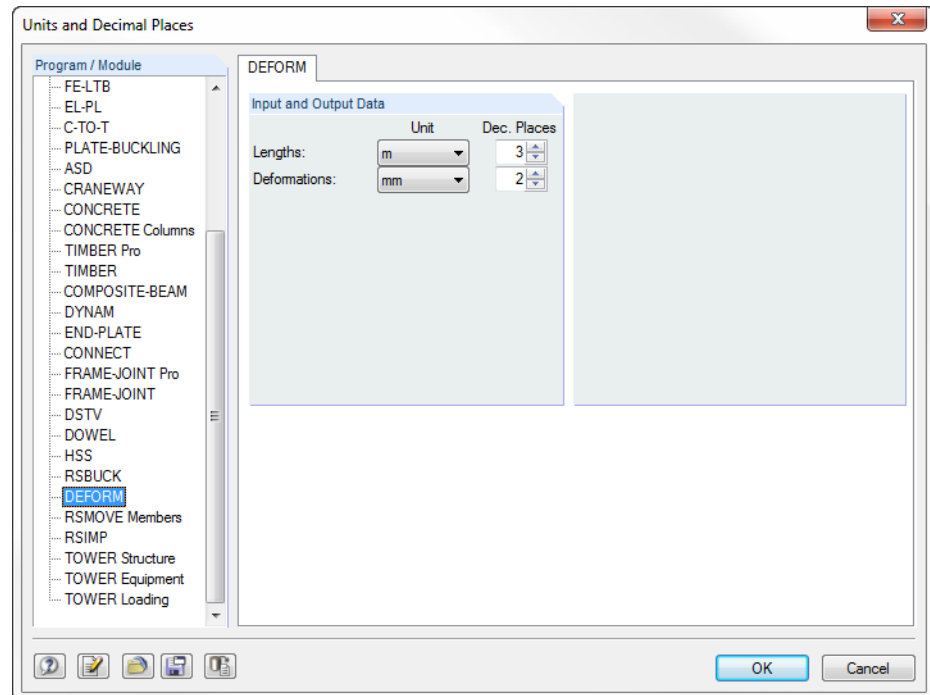 Units and Decimal Places
Program / Module
FE-LTB
EL-PL
C-TO-T
PLATE-BUCKLING
ASD
CRANEWAY
CONCRETE
CONCRETE Columns
TIMBER Pro
TIMBER
COMPOSITE-BEAM
DYNAM
END-PLATE
CONNECT
FRAME-JOINT Pro
FRAME-JOINT
DSTV
DOWEL
HSS
RSBUCK
DEFORM
RSMOVE Members
RSIMP
TOWER Structure
TOWER Equipment
TOWER Loading
DEFORM
Input and Output Data
Unit Dec. Places
Lengths: m 3
Deformations: mm 2
OK Cancel